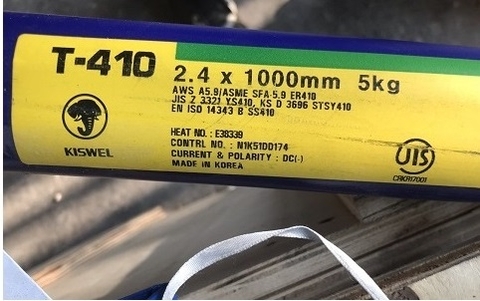 T-410 2.4 x 1000mm 5kg
AWS A5.9/ASME SFA-5.9 ER410
JIS Z 3321 YS410, KS D 3696 STSY410
EN ISO 14343 B SS410
HEAT NO. : E38339
CONTRL NO. : N1K51DD174
CURRENT & POLARITY : DC(-)
MADE IN KOREA
KISWEL
JIS
CRKR17001